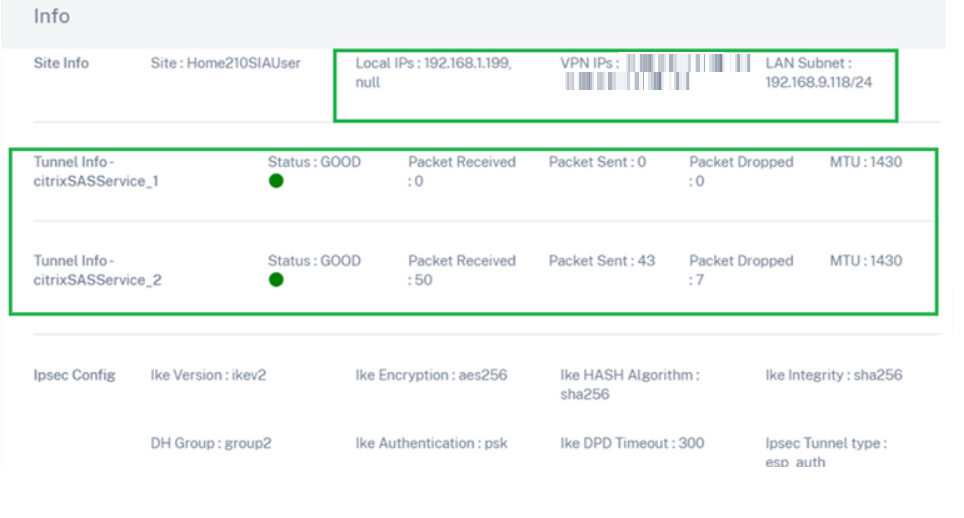 Info
Site Info Site : Home210SIAUser Local IPs : 192.168.1.199, VPN IPs : LAN Subnet :
null 192.168.9.118/24
Tunnel Info - Status : GOOD Packet Received Packet Sent : 0 Packet Dropped MTU : 1430
citrixSASService_1 : 0 : 0
Tunnel Info - Status : GOOD Packet Received Packet Sent : 43 Packet Dropped MTU : 1430
citrixSASService_2 : 50 : 7
Ipsec Config Ike Version : ikev2 Ike Encryption : aes256 Ike HASH Algorithm : Ike Integrity : sha256
sha256
DH Group : group2 Ike Authentication : psk Ike DPD Timeout : 300 Ipsec Tunnel type :
esp_auth